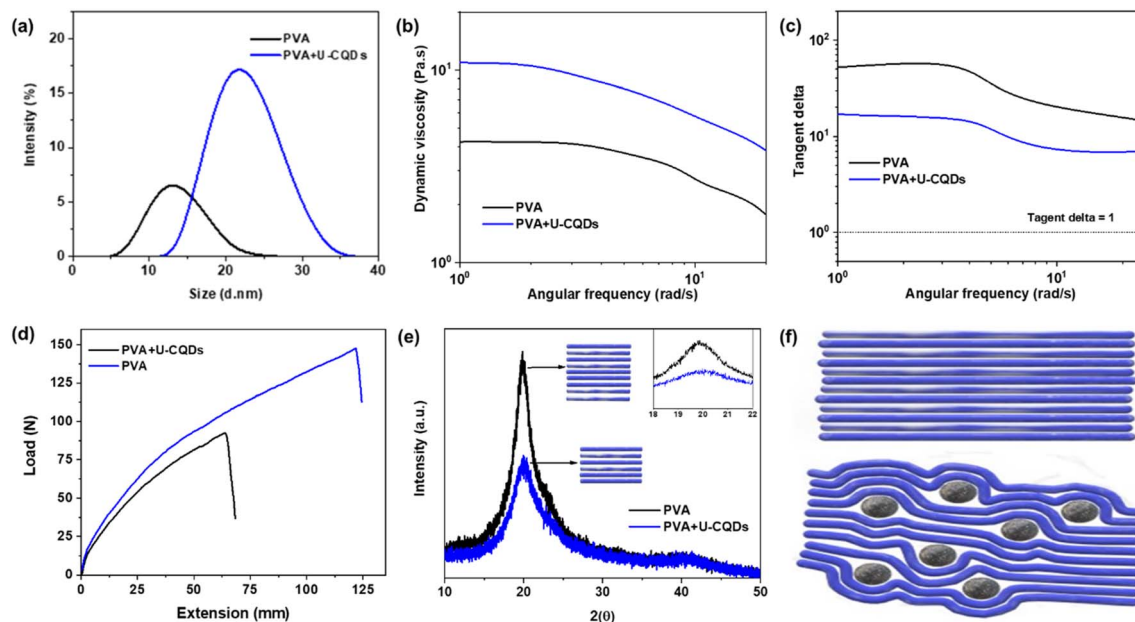 (a)
PVA
PVA+U-CQDs
Intensity (%)
20
15
10
5
0
0 10 20 30 40
Size (d.nm)
(b)
Dynamic viscosity (Pa.s)
10¹
10⁰
PVA
PVA+U-CQDs
10⁰ 10¹
Angular frequency (rad/s)
(c)
Tangent delta
10²
10¹
10⁰
PVA
PVA+U-CQDs
Tagent delta = 1
10⁰ 10¹
Angular frequency (rad/s)
(d)
PVA+U-CQDs
PVA
Load (N)
150
125
100
75
50
25
0
0 25 50 75 100 125
Extension (mm)
(e)
Intensity (a.u.)
18 19 20 21 22
PVA
PVA+U-CQDs
10 20 30 40 50
2(θ)
(f)